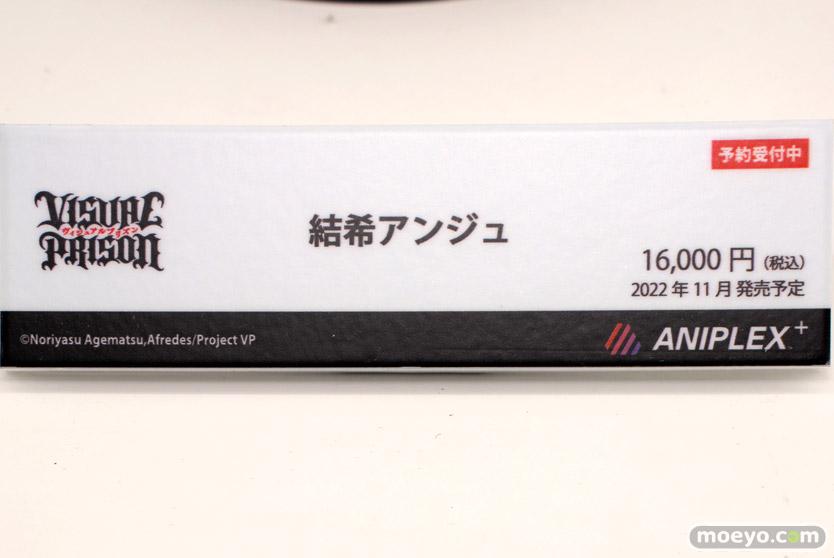 予約受付中
VISUAL
ヴィジュアルプリズン
PRISON
結希アンジュ
16,000 円 (税込)
2022 年 11 月 発売予定
©Noriyasu Agematsu,Afredes/Project VP
ANIPLEX+
moeyo.com